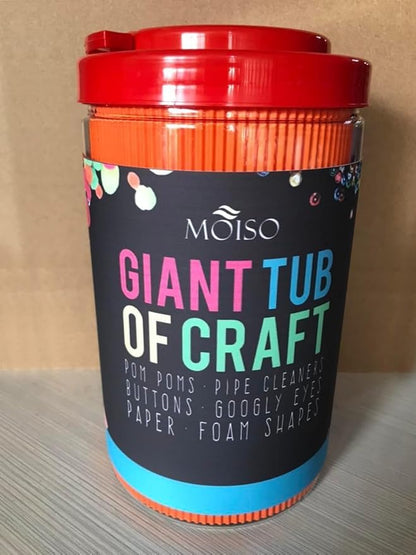 MOISO
GIANT TUB
OF CRAFT
POM POMS · PIPE CLEANERS
BUTTONS · GOOGLY EYES
PAPER · FOAM SHAPES